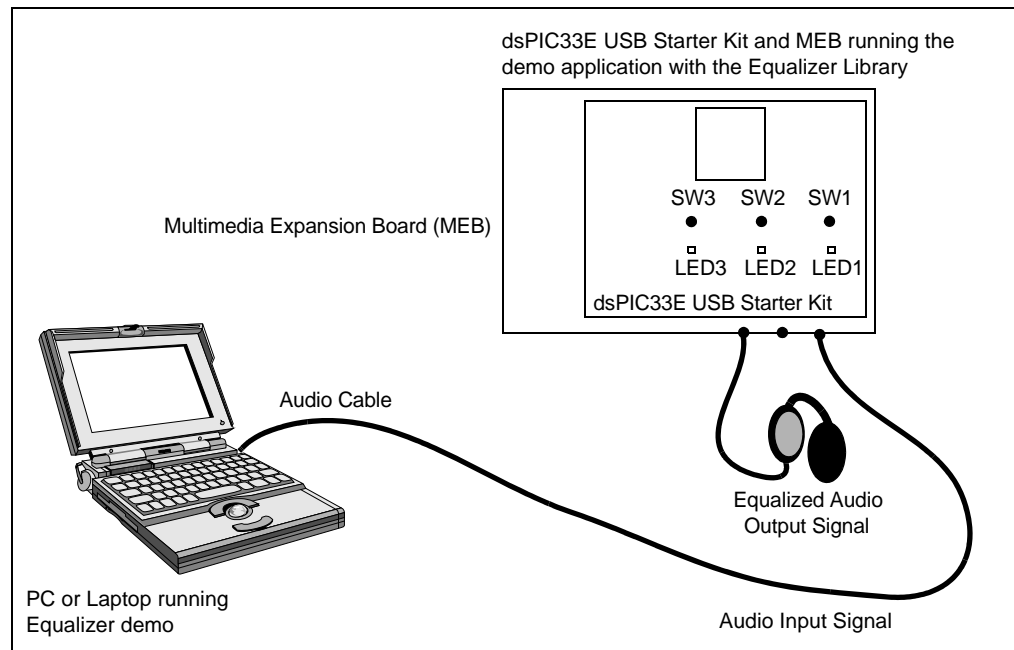 dsPIC33E USB Starter Kit and MEB running the
demo application with the Equalizer Library
SW3 SW2 SW1
Multimedia Expansion Board (MEB)
LED3 LED2 LED1
dsPIC33E USB Starter Kit
Audio Cable
Equalized Audio
Output Signal
PC or Laptop running
Equalizer demo
Audio Input Signal